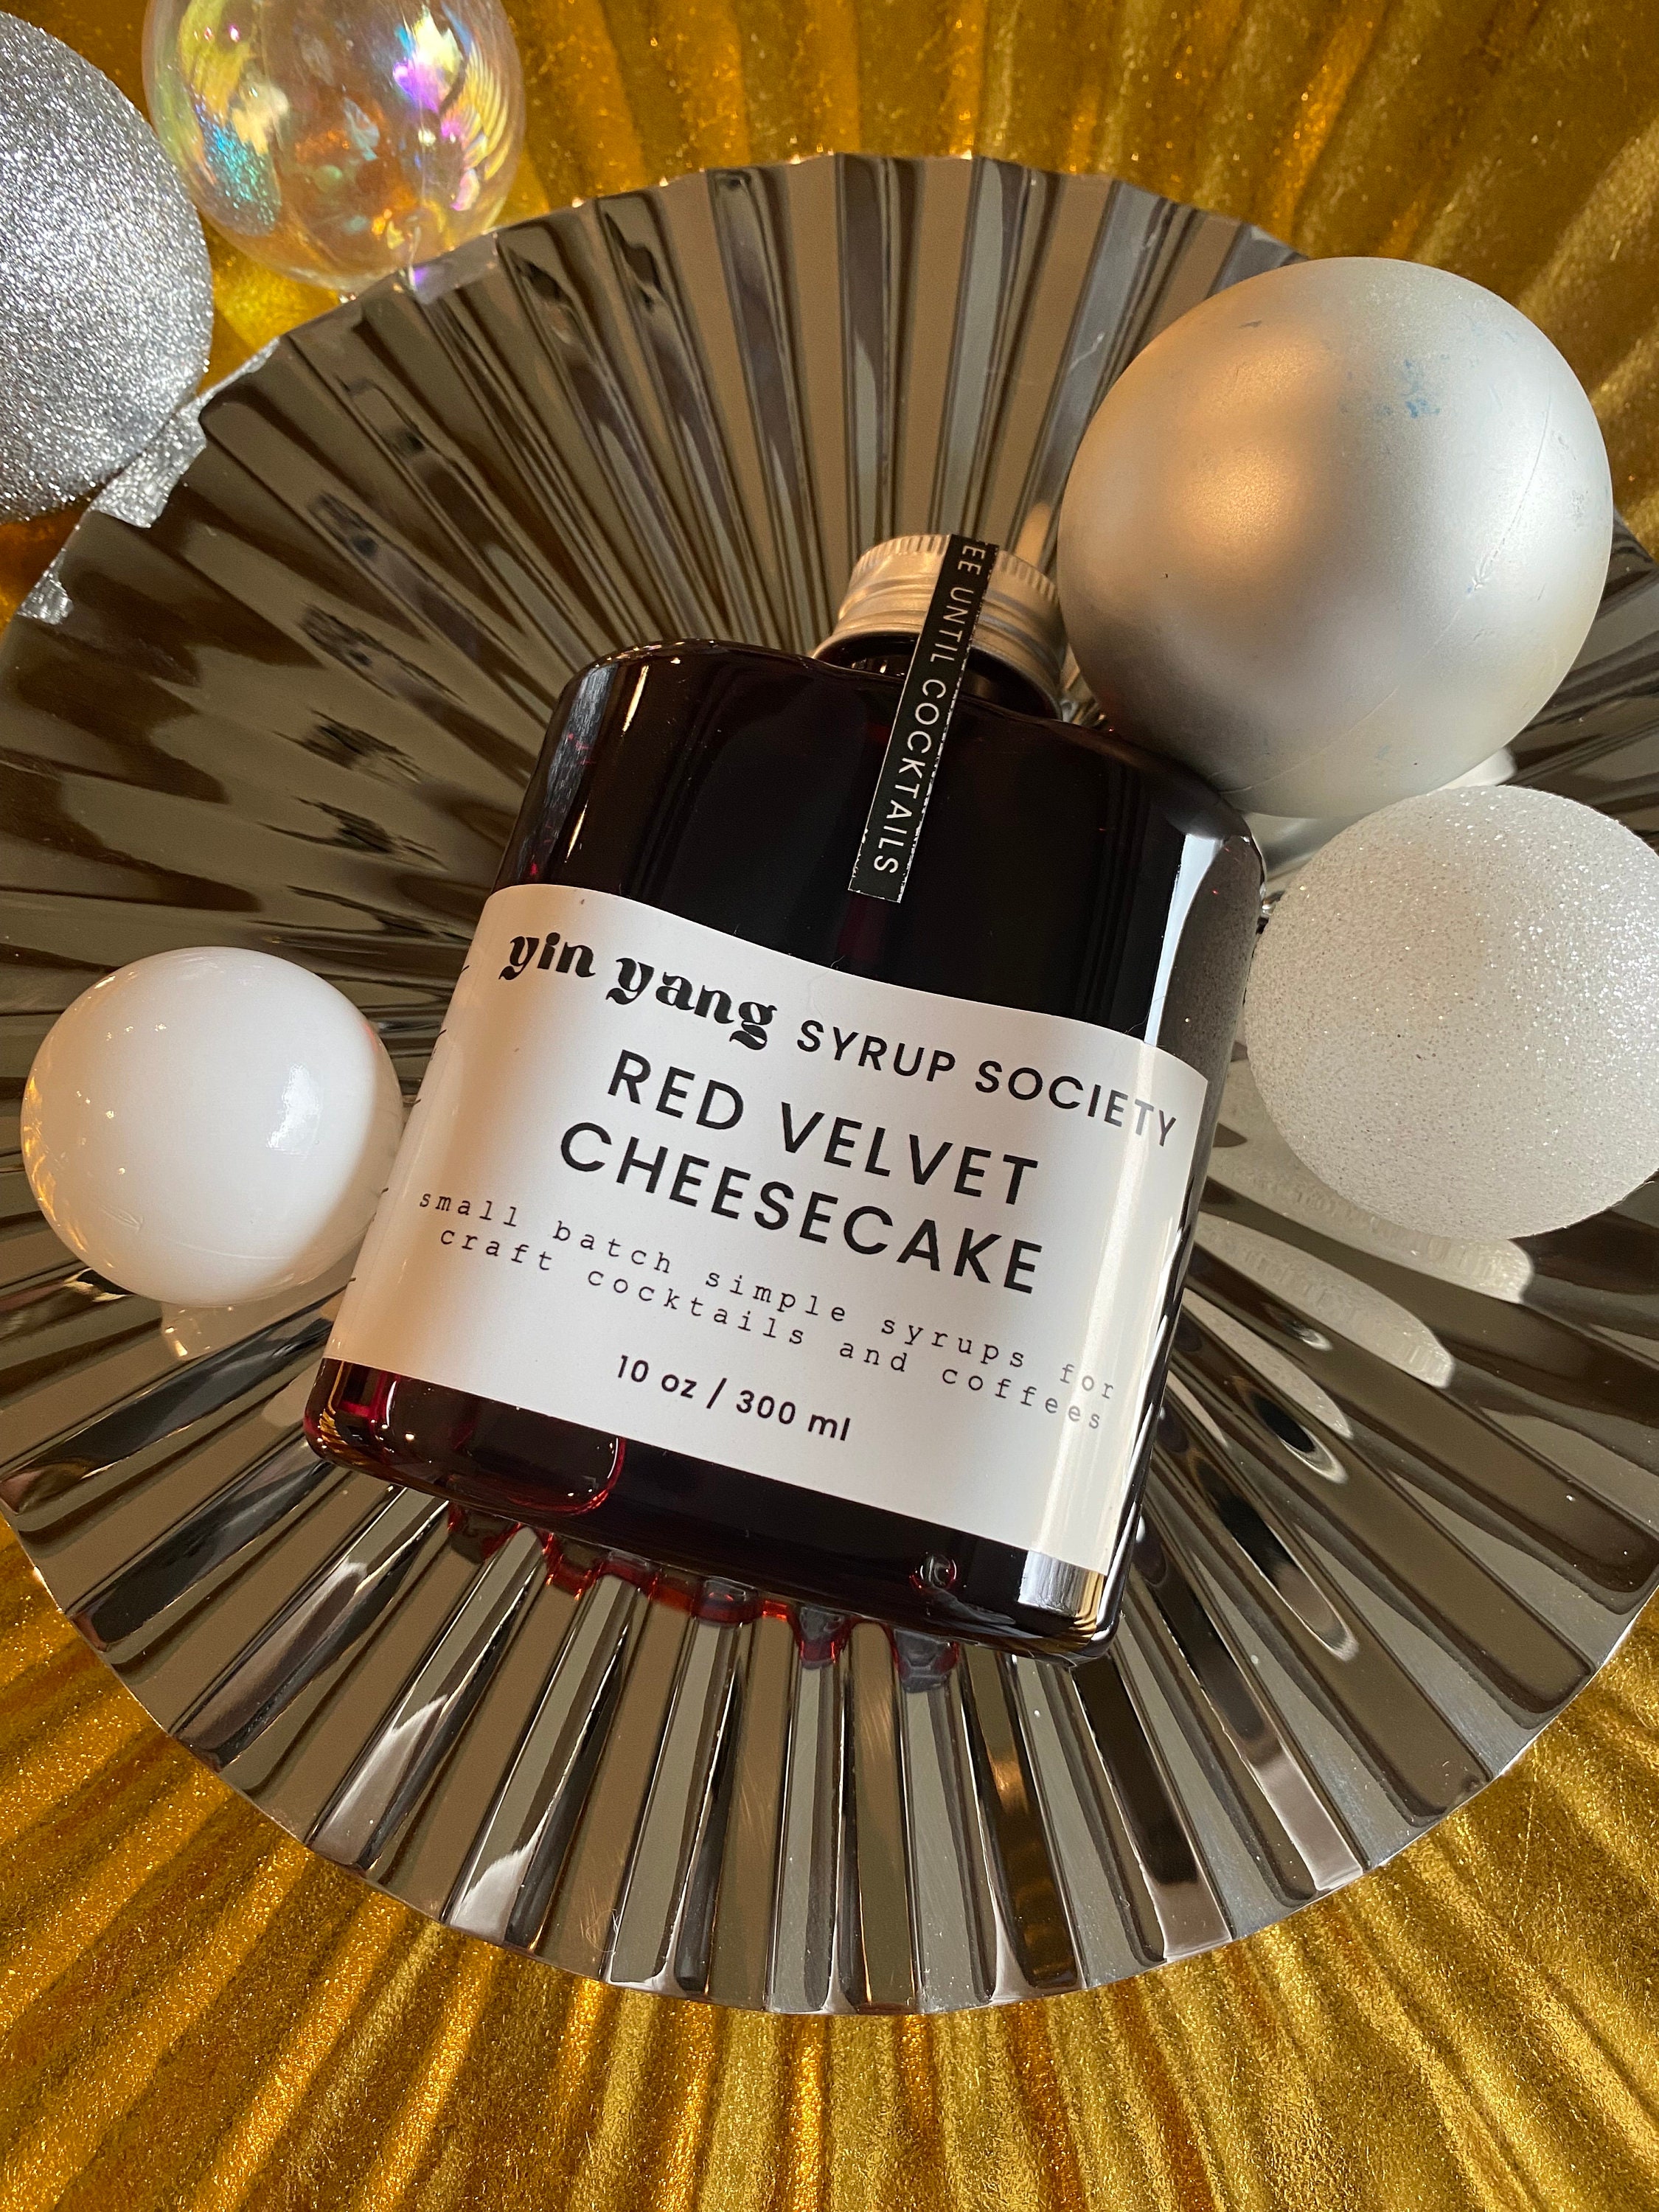 UNTIL COCKTAILS
yin yang SYRUP SOCIETY
RED VELVET
CHEESECAKE
small batch simple syrups for
craft cocktails and coffees
10 oz / 300 ml